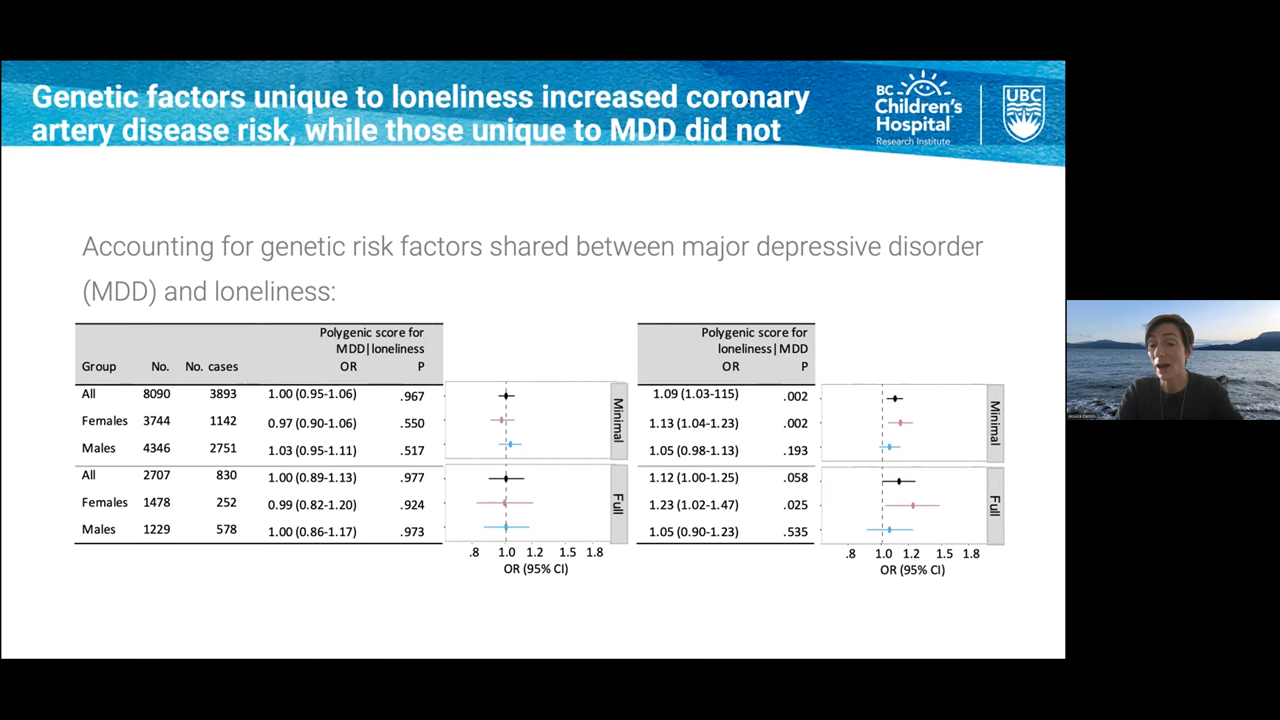 Genetic factors unique to loneliness increased coronary
artery disease risk, while those unique to MDD did not
BC
Children's
Hospital
Research Institute
UBC
Accounting for genetic risk factors shared between major depressive disorder
(MDD) and loneliness:
Polygenic score for
MDD|loneliness
Group No. No. cases OR P
All 8090 3893 1.00 (0.95-1.06) .967
Females 3744 1142 0.97 (0.90-1.06) .550
Males 4346 2751 1.03 (0.95-1.11) .517
All 2707 830 1.00 (0.89-1.13) .977
Females 1478 252 0.99 (0.82-1.20) .924
Males 1229 578 1.00 (0.86-1.17) .973
Minimal
Full
.8 1.0 1.2 1.5 1.8
OR (95% CI)
Polygenic score for
loneliness|MDD
OR P
1.09 (1.03-115) .002
1.13 (1.04-1.23) .002
1.05 (0.98-1.13) .193
1.12 (1.00-1.25) .058
1.23 (1.02-1.47) .025
1.05 (0.90-1.23) .535
Minimal
Full
.8 1.0 1.2 1.5 1.8
OR (95% CI)
Jessica Dennis